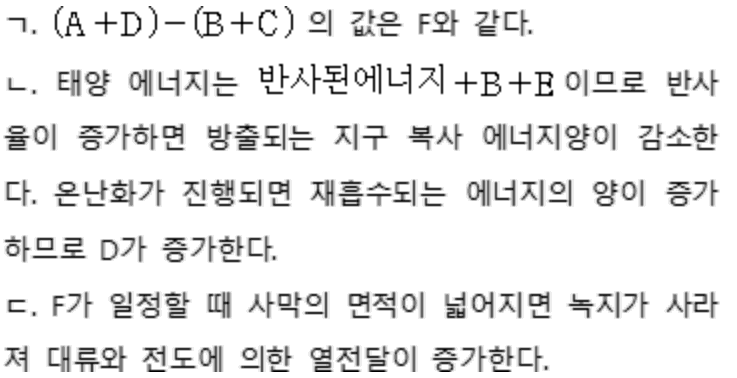 ㄱ. (A+D)-(B+C) 의 값은 F와 같다.
ㄴ. 태양 에너지는 반사된에너지+B+E 이므로 반사
율이 증가하면 방출되는 지구 복사 에너지양이 감소한
다. 온난화가 진행되면 재흡수되는 에너지의 양이 증가
하므로 D가 증가한다.
ㄷ. F가 일정할 때 사막의 면적이 넓어지면 녹지가 사라
져 대류와 전도에 의한 열전달이 증가한다.